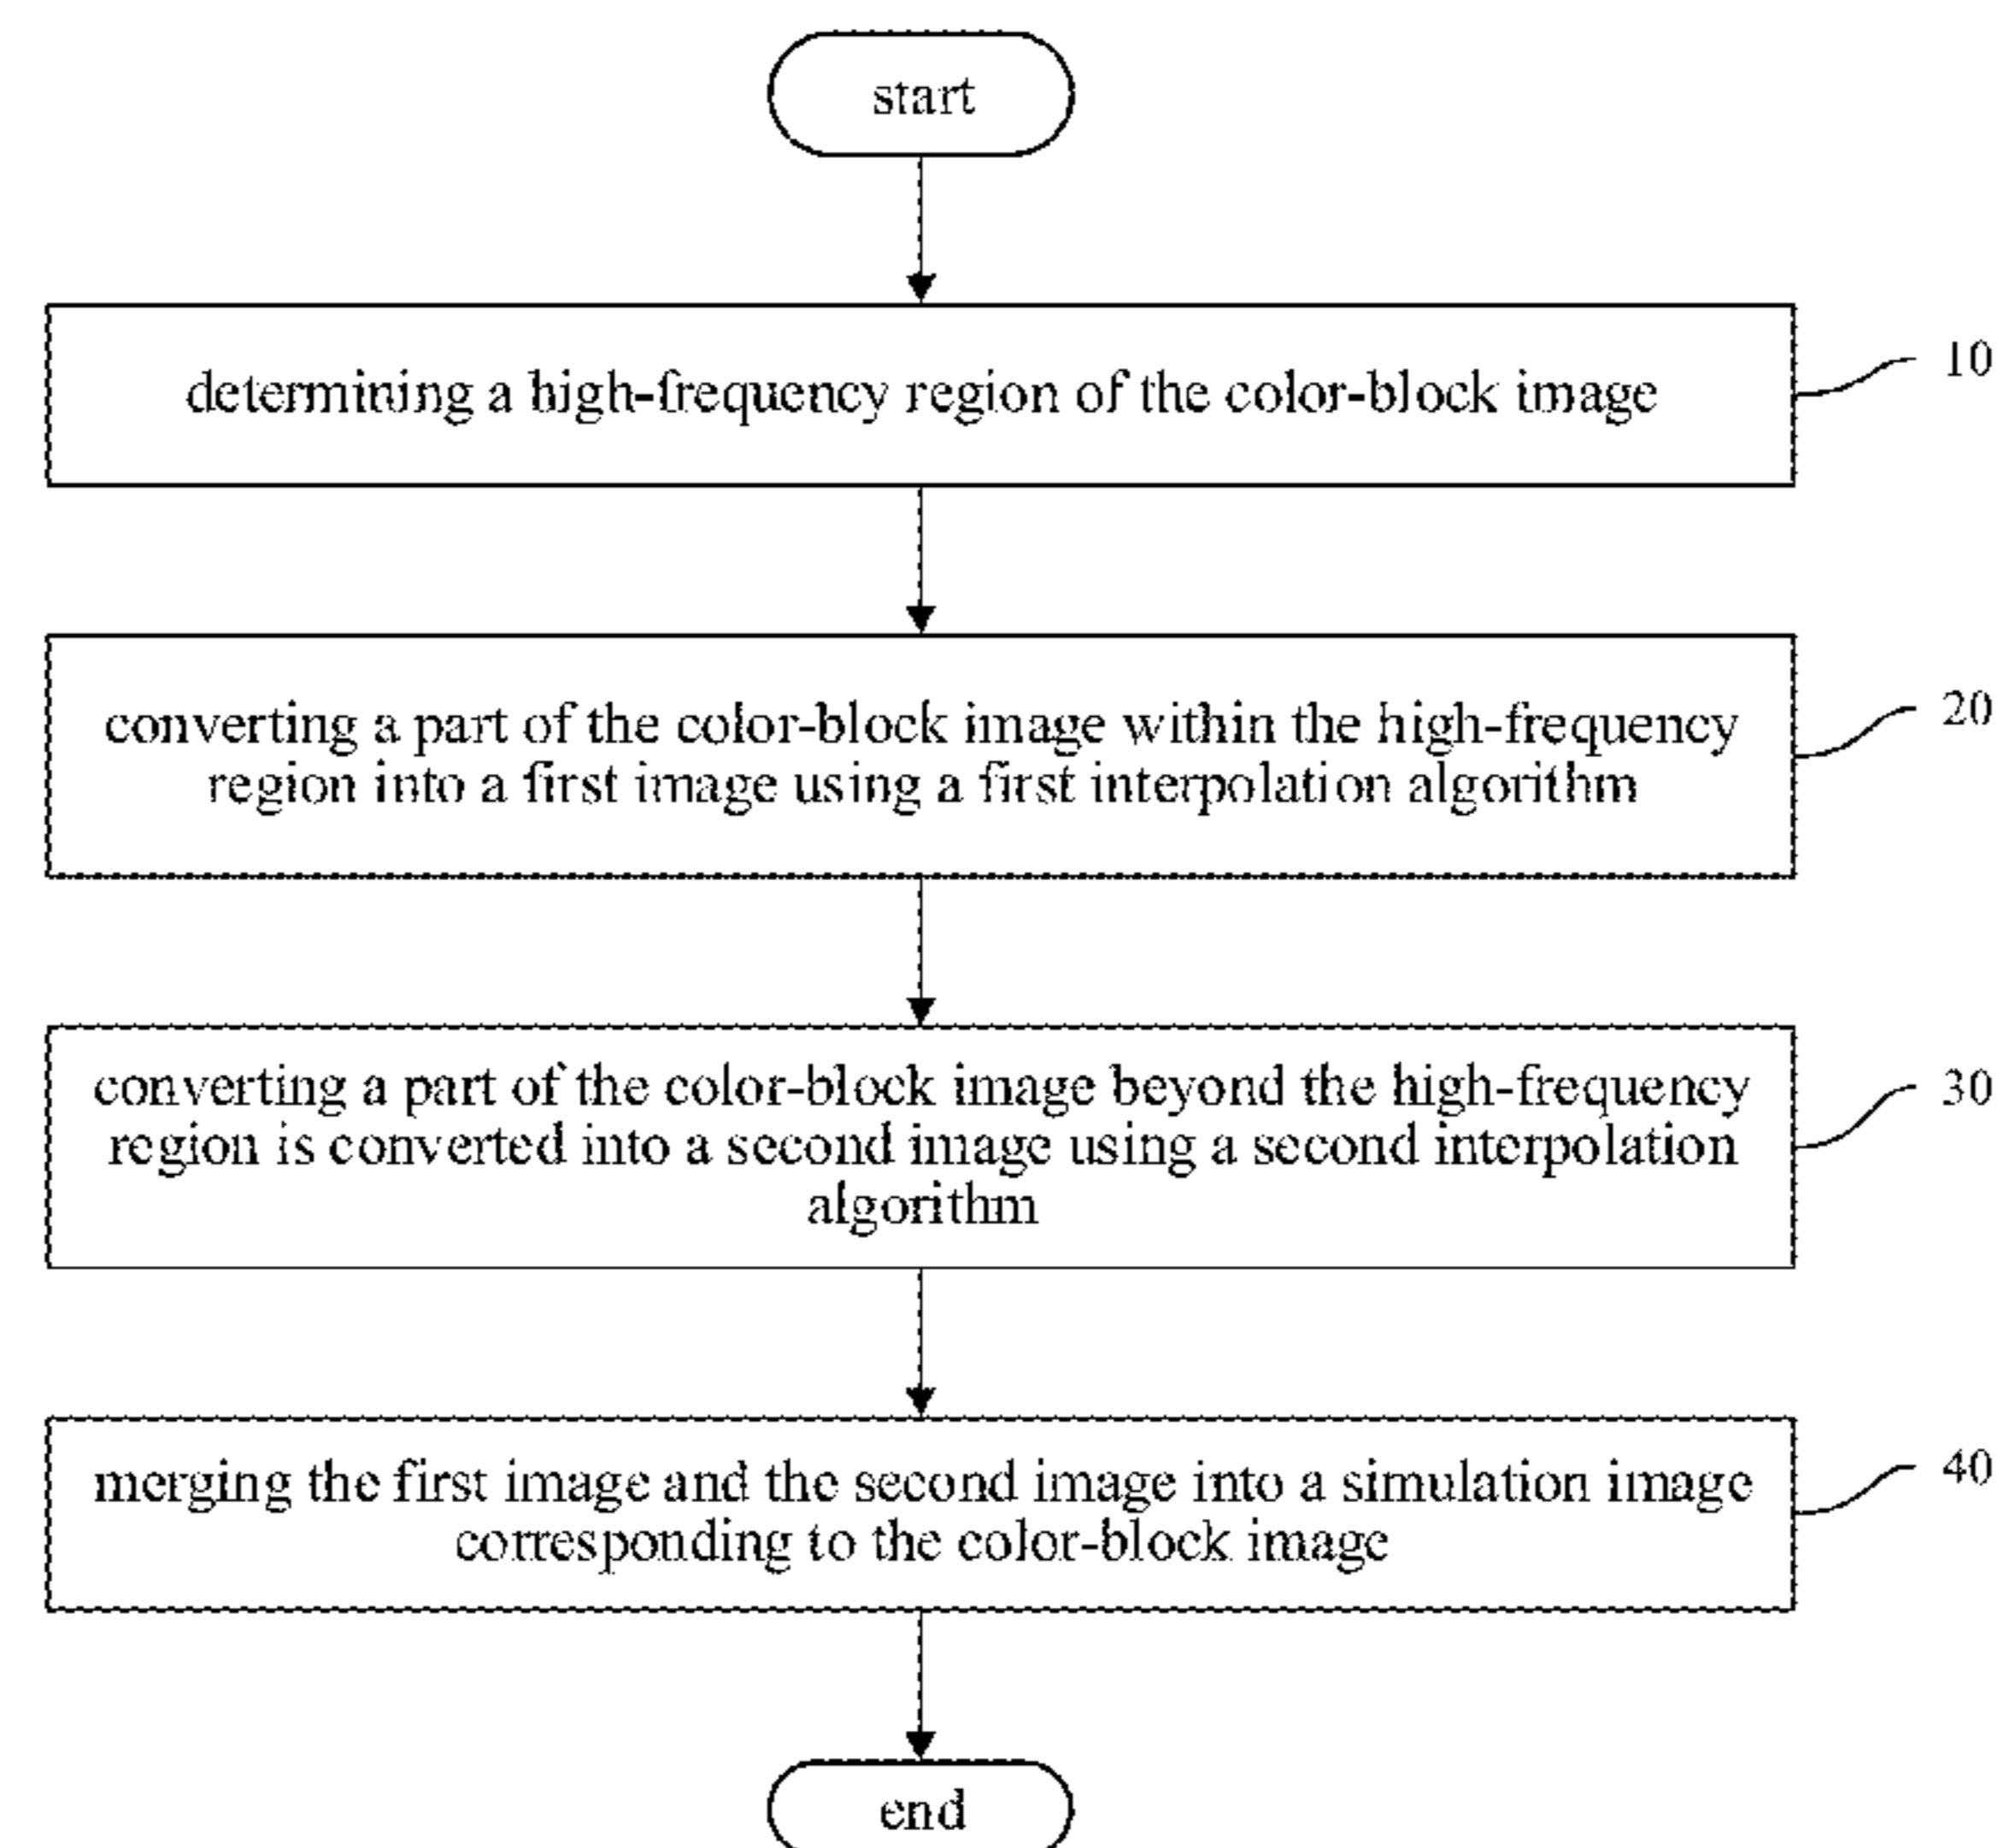 start
determining a high-frequency region of the color-block image
10
converting a part of the color-block image within the high-frequency
region into a first image using a first interpolation algorithm
20
converting a part of the color-block image beyond the high-frequency
region is converted into a second image using a second interpolation
algorithm
30
merging the first image and the second image into a simulation image
corresponding to the color-block image
40
end